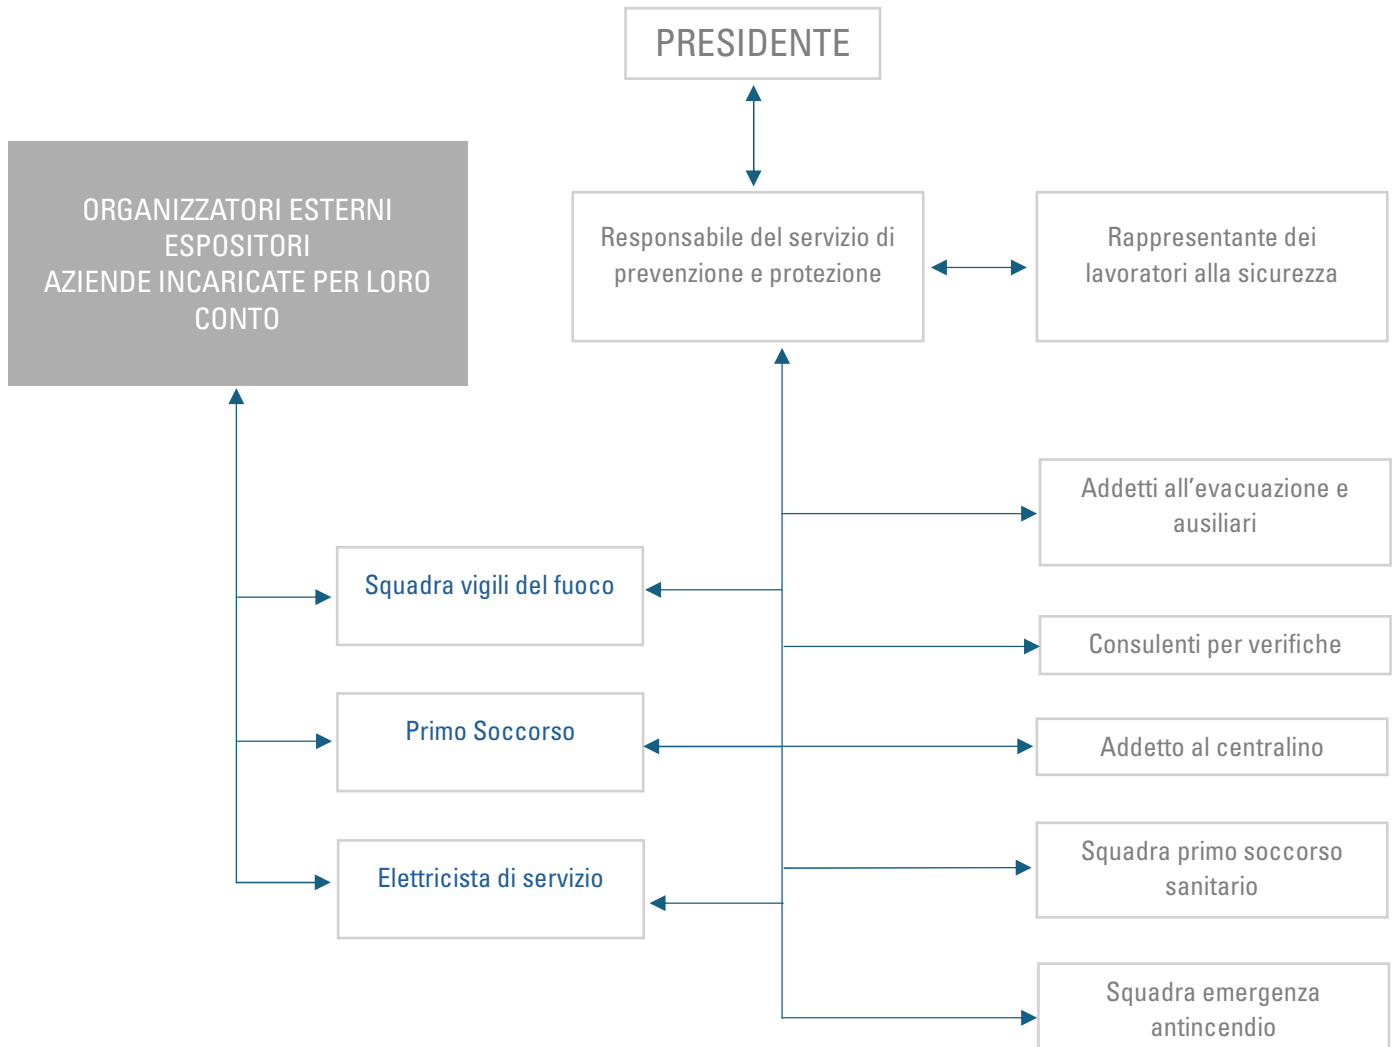 PRESIDENTE
ORGANIZZATORI ESTERNI
ESPOSITORI
AZIENDE INCARICATE PER LORO
CONTO
Responsabile del servizio di
prevenzione e protezione
Rappresentante dei
lavoratori alla sicurezza
Addetti all'evacuazione e
ausiliari
Squadra vigili del fuoco
Consulenti per verifiche
Primo Soccorso
Addetto al centralino
Squadra primo soccorso
sanitario
Elettricista di servizio
Squadra emergenza
antincendio